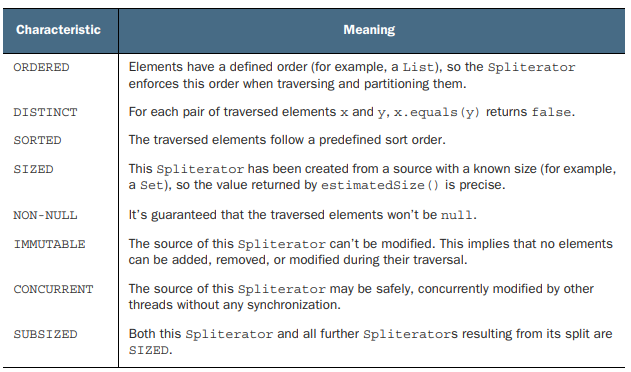 Characteristic Meaning
ORDERED Elements have a defined order (for example, a List), so the Spliterator
enforces this order when traversing and partitioning them.
DISTINCT For each pair of traversed elements x and y, x.equals(y) returns false.
SORTED The traversed elements follow a predefined sort order.
SIZED This Spliterator has been created from a source with a known size (for example,
a Set), so the value returned by estimatedSize() is precise.
NON-NULL It's guaranteed that the traversed elements won't be null.
IMMUTABLE The source of this Spliterator can't be modified. This implies that no elements
can be added, removed, or modified during their traversal.
CONCURRENT The source of this Spliterator may be safely, concurrently modified by other
threads without any synchronization.
SUBSIZED Both this Spliterator and all further Spliterators resulting from its split are
SIZED.